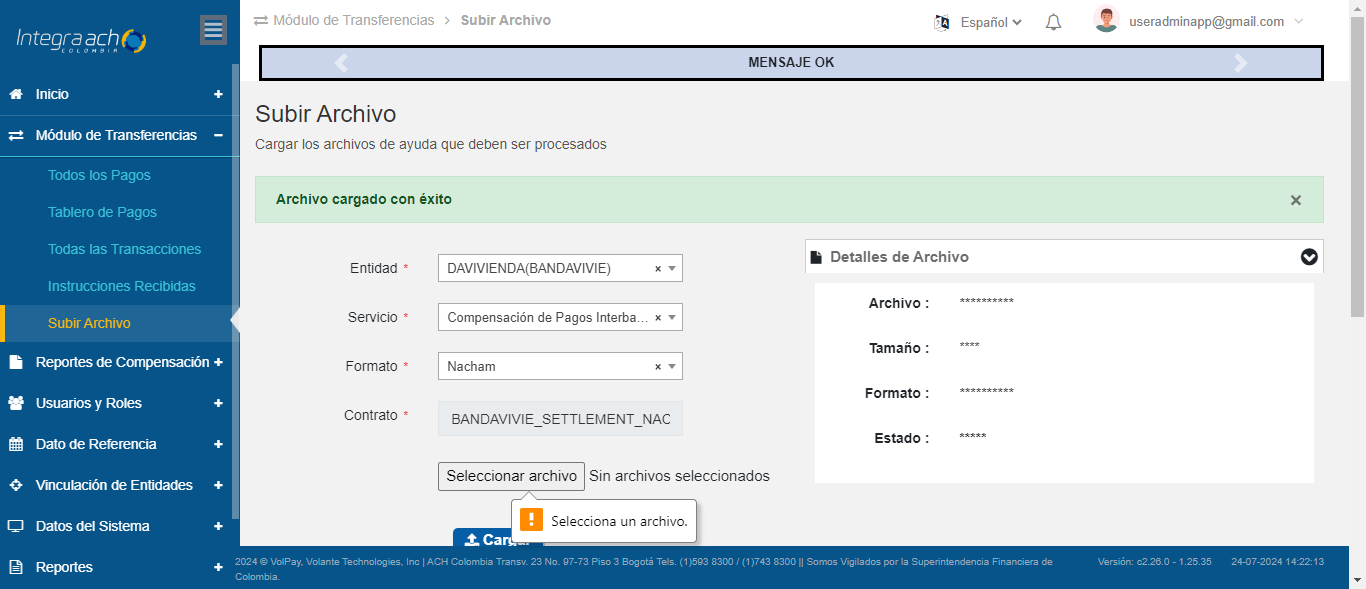 Integra ach
COLOMBIA
Módulo de Transferencias > Subir Archivo
Español
useradminapp@gmail.com
MENSAJE OK
Inicio +
Módulo de Transferencias −
Todos los Pagos
Tablero de Pagos
Todas las Transacciones
Instrucciones Recibidas
Subir Archivo
Reportes de Compensación +
Usuarios y Roles +
Dato de Referencia +
Vinculación de Entidades +
Datos del Sistema +
Reportes +
Subir Archivo
Cargar los archivos de ayuda que deben ser procesados
Archivo cargado con éxito ×
Entidad * DAVIVIENDA(BANDAVIVIE) ×
Servicio * Compensación de Pagos Interba... ×
Formato * Nacham ×
Contrato * BANDAVIVIE_SETTLEMENT_NAC
Seleccionar archivo Sin archivos seleccionados
Selecciona un archivo.
Detalles de Archivo
Archivo : **********
Tamaño : ****
Formato : **********
Estado : *****
2024 © VolPay, Volante Technologies, Inc | ACH Colombia Transv. 23 No. 97-73 Piso 3 Bogotá Tels. (1)593 8300 / (1)743 8300 || Somos Vigilados por la Superintendencia Financiera de
Colombia.
Versión: c2.26.0 - 1.25.35 24-07-2024 14:22:13